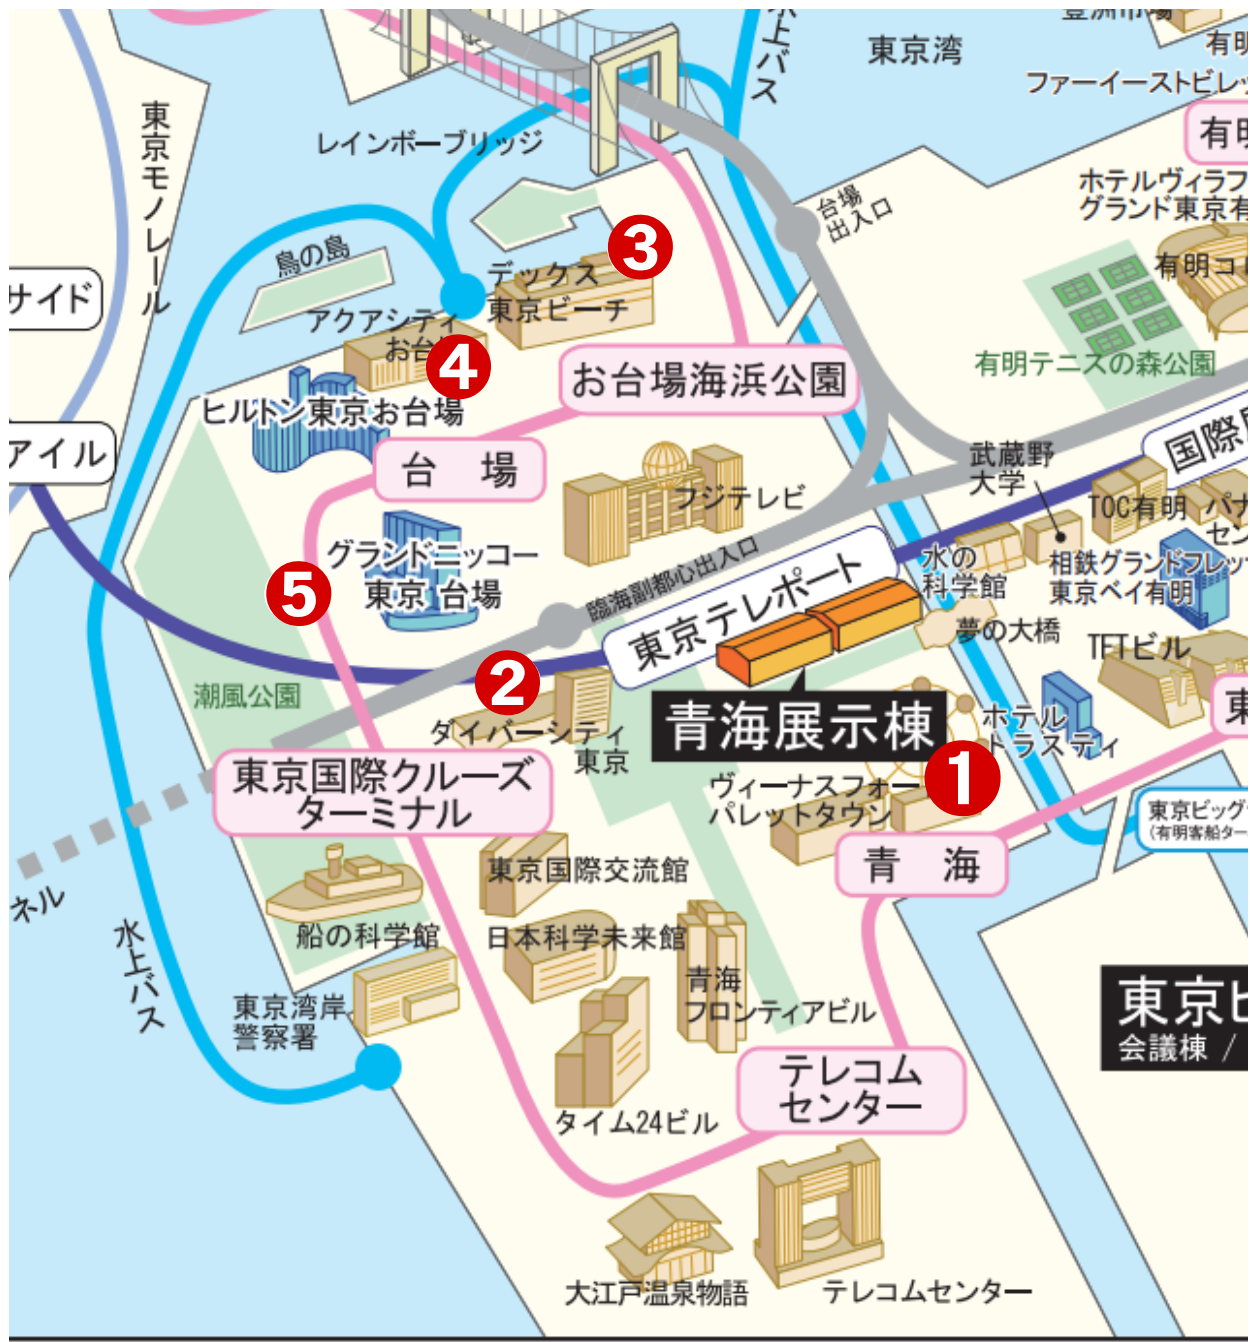 水上バス
東京湾
ファーイーストビレッ
東京モノレール
レインボーブリッジ
ホテルヴィラフ
グランド東京有
台場
出入口
鳥の島
デックス
東京ビーチ
3
有明コロ
サイド
アクアシティ
お台場
4
お台場海浜公園
有明テニスの森公園
ヒルトン東京お台場
アイル
台場
フジテレビ
武蔵野
大学
国際展
TOC有明
パナ
セン
グランドニッコー
東京 台場
5
臨海副都心出入口
水の
科学館
相鉄グランドフレッサ
東京ベイ有明
東京テレポート
夢の大橋
TFTビル
潮風公園
2
ダイバーシティ
東京
青海展示棟
ホテル
トラスティ
東
東京国際クルーズ
ターミナル
ヴィーナスフォー
パレットタウン
1
東京ビッグ
(有明客船ター
青海
東京国際交流館
ネル
水上バス
船の科学館
日本科学未来館
青海
フロンティアビル
東京湾岸
警察署
東京ビ
会議棟 /
テレコム
センター
タイム24ビル
大江戸温泉物語
テレコムセンター